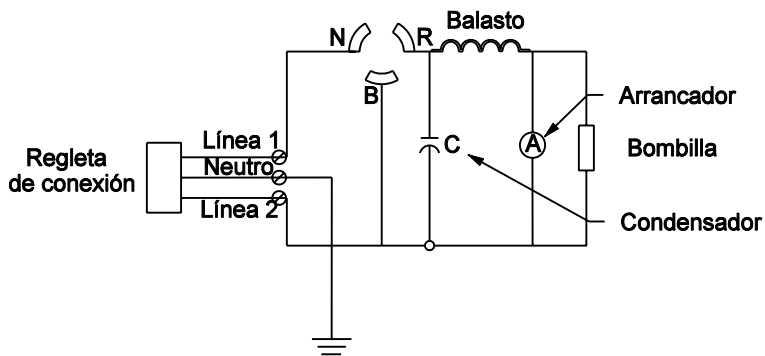 Balasto
N
R
B
Arrancador
Línea 1
Regleta
de conexión
Neutro
C
A
Bombilla
Línea 2
Condensador